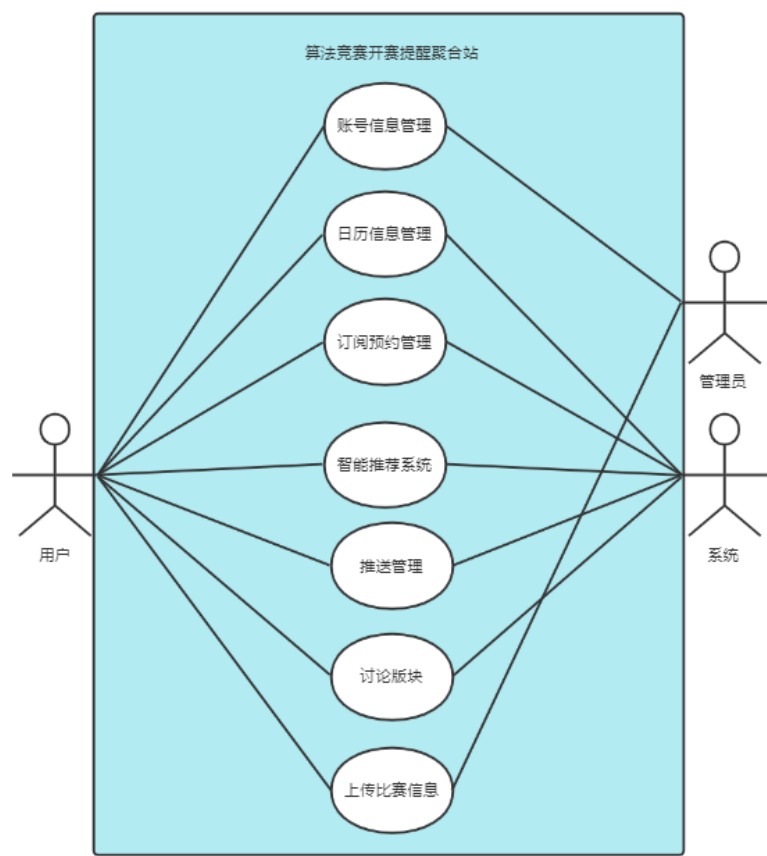 算法竞赛开赛提醒聚合站
账号信息管理
日历信息管理
订阅预约管理
管理员
智能推荐系统
用户
系统
推送管理
讨论版块
上传比赛信息